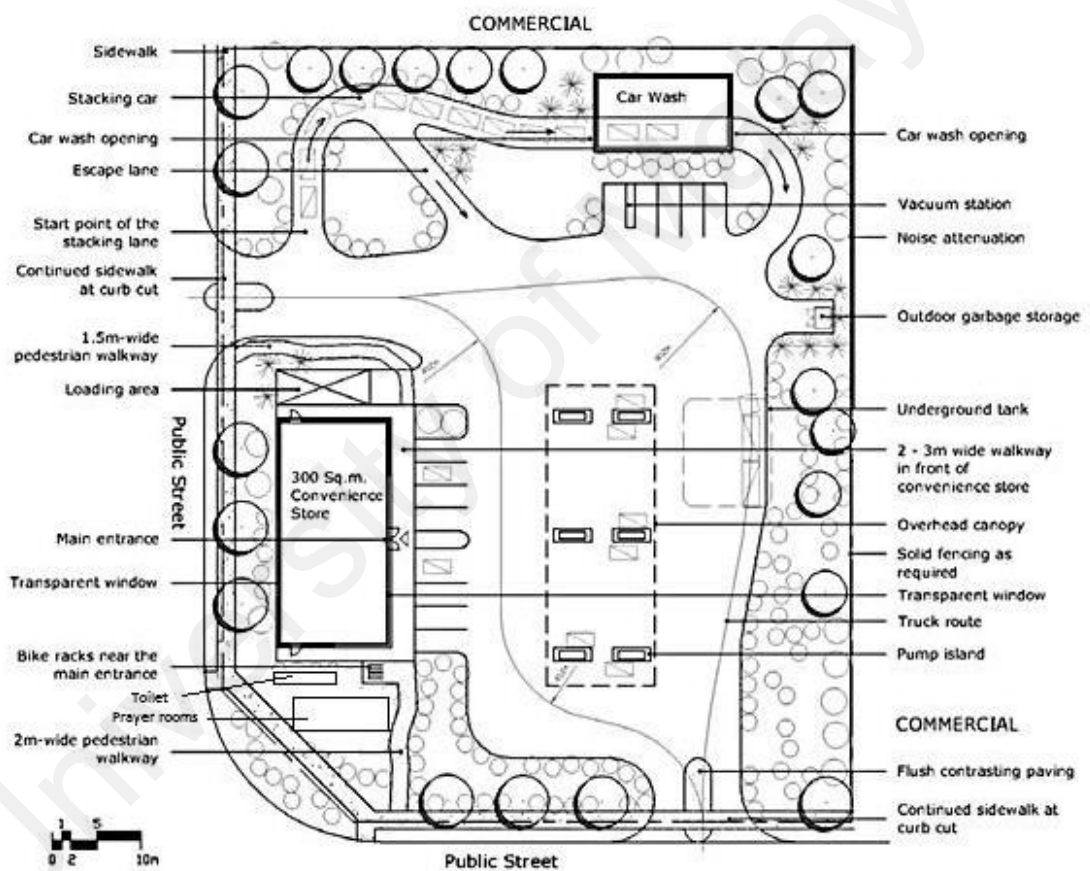 COMMERCIAL
Sidewalk
Stacking car
Car wash opening
Escape lane
Start point of the
stacking lane
Continued sidewalk
at curb cut
1.5m-wide
pedestrian walkway
Loading area
Public Street
Main entrance
Transparent window
Bike racks near the
main entrance
Toilet
Prayer rooms
2m-wide pedestrian
walkway
Car Wash
300 Sq.m.
Convenience
Store
Car wash opening
Vacuum station
Noise attenuation
Outdoor garbage storage
Underground tank
2 - 3m wide walkway
in front of
convenience store
Overhead canopy
Solid fencing as
required
Transparent window
Truck route
Pump island
COMMERCIAL
Flush contrasting paving
Continued sidewalk at
curb cut
1 5
0 2 10m
Public Street
University of Malay